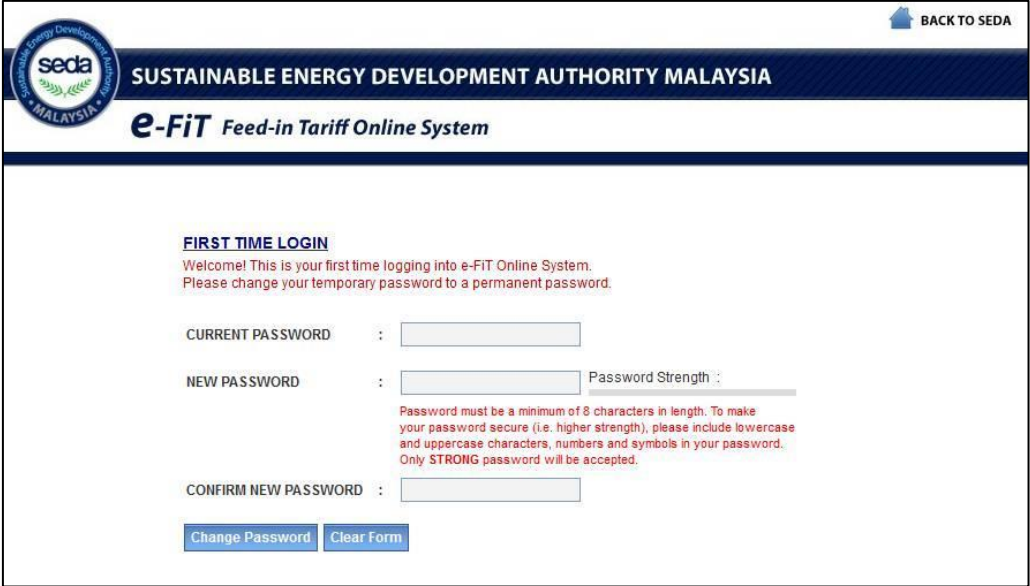 BACK TO SEDA
Sustainable Energy Development Authority
seda
• MALAYSIA •
SUSTAINABLE ENERGY DEVELOPMENT AUTHORITY MALAYSIA
e-FiT Feed-in Tariff Online System
FIRST TIME LOGIN
Welcome! This is your first time logging into e-FiT Online System.
Please change your temporary password to a permanent password.
CURRENT PASSWORD :
NEW PASSWORD : Password Strength :
Password must be a minimum of 8 characters in length. To make
your password secure (i.e. higher strength), please include lowercase
and uppercase characters, numbers and symbols in your password.
Only STRONG password will be accepted.
CONFIRM NEW PASSWORD :
Change Password Clear Form